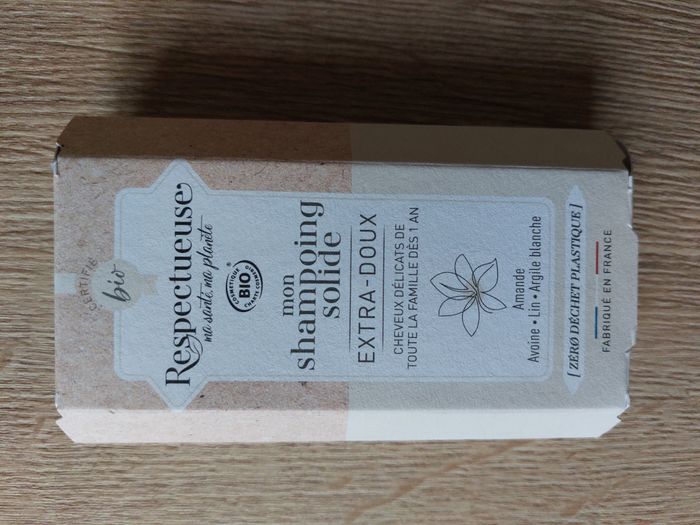 CERTIFIÉ
bio
Respectueuse
ma santé, ma planète
COSMÉTIQUE
BIO
®
mon
shampoing
solide
EXTRA-DOUX
CHEVEUX DÉLICATS DE
TOUTE LA FAMILLE DÈS 1 AN
Amande
Avoine • Lin • Argile blanche
[ ZÉRØ DÉCHET PLASTIQUE ]
FABRIQUÉ EN FRANCE